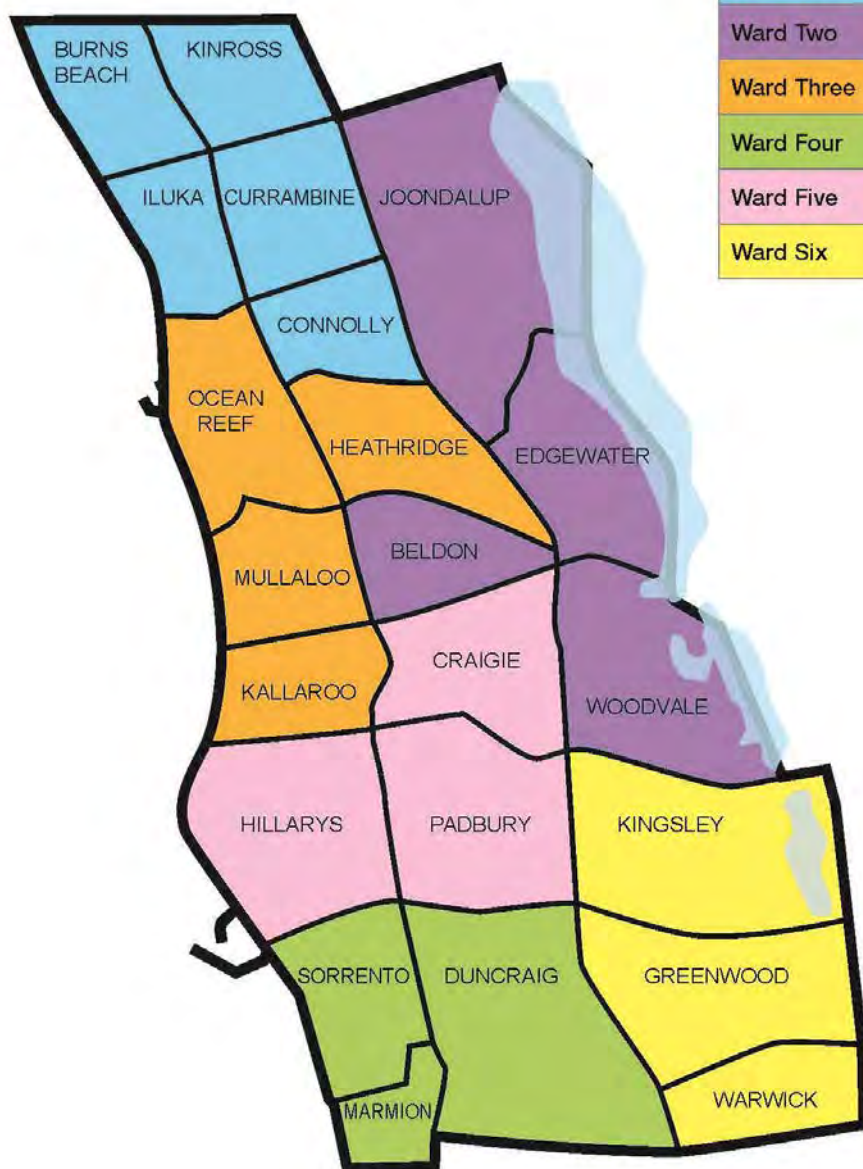 Ward Two
Ward Three
Ward Four
Ward Five
Ward Six
BURNS
BEACH
KINROSS
ILUKA
CURRAMBINE
JOONDALUP
CONNOLLY
OCEAN
REEF
HEATHRIDGE
EDGEWATER
BELDON
MULLALOO
CRAIGIE
KALLAROO
WOODVALE
HILLARYS
PADBURY
KINGSLEY
SORRENTO
DUNCRAIG
GREENWOOD
MARMION
WARWICK